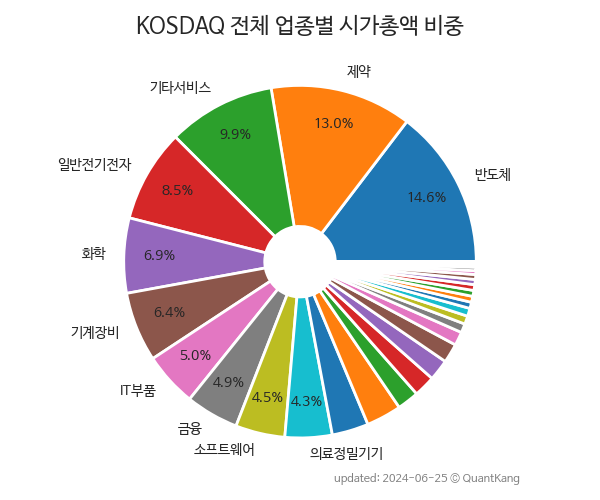 KOSDAQ 전체 업종별 시가총액 비중
제약
기타서비스
13.0%
9.9%
일반전기전자
반도체
8.5%
14.6%
화학
6.9%
6.4%
기계장비
5.0%
IT부품
4.9%
4.5%
4.3%
금융
소프트웨어
의료정밀기기
updated: 2024-06-25 © QuantKang